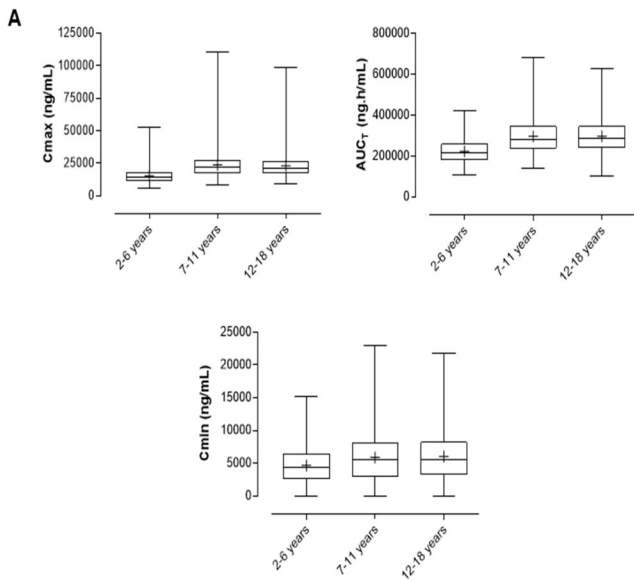 A
Cmax (ng/mL)
125000
100000
75000
50000
25000
0
2-6 years
7-11 years
12-18 years
AUCT (ng.h/mL)
800000
600000
400000
200000
0
2-6 years
7-11 years
12-18 years
Cmin (ng/mL)
25000
20000
15000
10000
5000
0
2-6 years
7-11 years
12-18 years